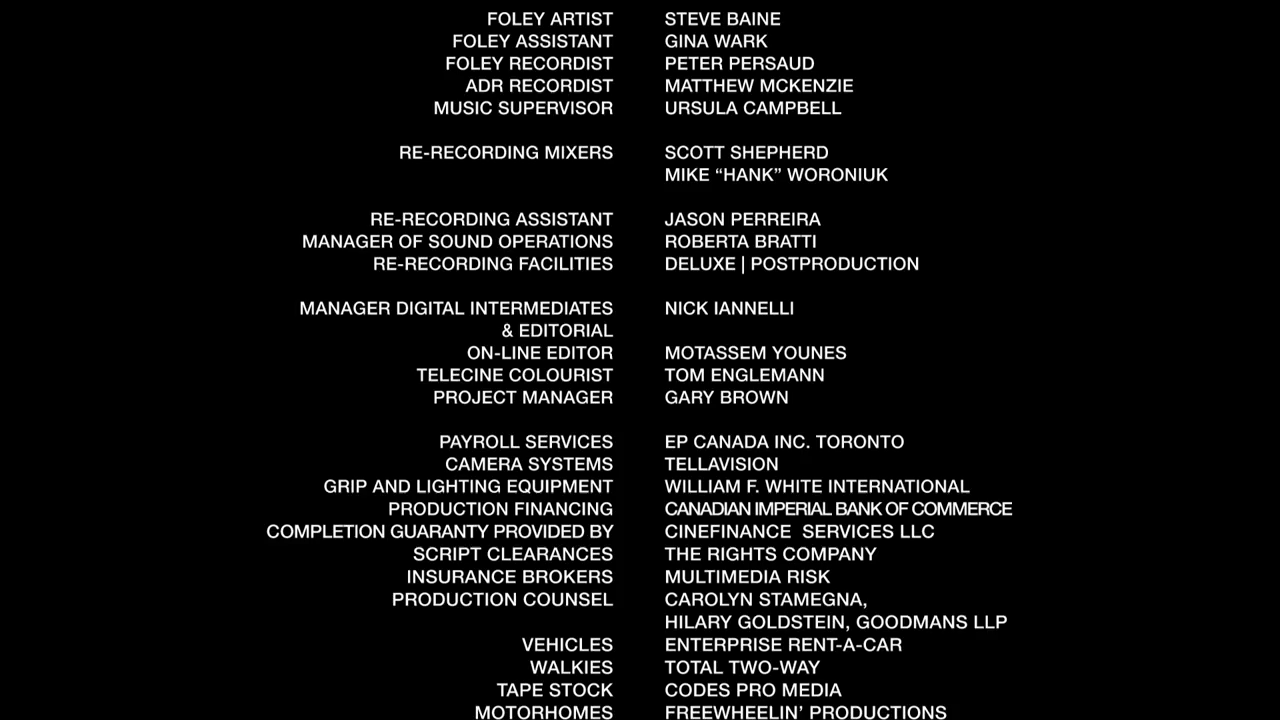 FOLEY ARTIST STEVE BAINE
FOLEY ASSISTANT GINA WARK
FOLEY RECORDIST PETER PERSAUD
ADR RECORDIST MATTHEW MCKENZIE
MUSIC SUPERVISOR URSULA CAMPBELL
RE-RECORDING MIXERS SCOTT SHEPHERD
MIKE “HANK” WORONIUK
RE-RECORDING ASSISTANT JASON PERREIRA
MANAGER OF SOUND OPERATIONS ROBERTA BRATTI
RE-RECORDING FACILITIES DELUXE | POSTPRODUCTION
MANAGER DIGITAL INTERMEDIATES NICK IANNELLI
& EDITORIAL
ON-LINE EDITOR MOTASSEM YOUNES
TELECINE COLOURIST TOM ENGLEMANN
PROJECT MANAGER GARY BROWN
PAYROLL SERVICES EP CANADA INC. TORONTO
CAMERA SYSTEMS TELLAVISION
GRIP AND LIGHTING EQUIPMENT WILLIAM F. WHITE INTERNATIONAL
PRODUCTION FINANCING CANADIAN IMPERIAL BANK OF COMMERCE
COMPLETION GUARANTY PROVIDED BY CINEFINANCE SERVICES LLC
SCRIPT CLEARANCES THE RIGHTS COMPANY
INSURANCE BROKERS MULTIMEDIA RISK
PRODUCTION COUNSEL CAROLYN STAMEGNA,
HILARY GOLDSTEIN, GOODMANS LLP
VEHICLES ENTERPRISE RENT-A-CAR
WALKIES TOTAL TWO-WAY
TAPE STOCK CODES PRO MEDIA
MOTORHOMES FREEWHEELIN’ PRODUCTIONS